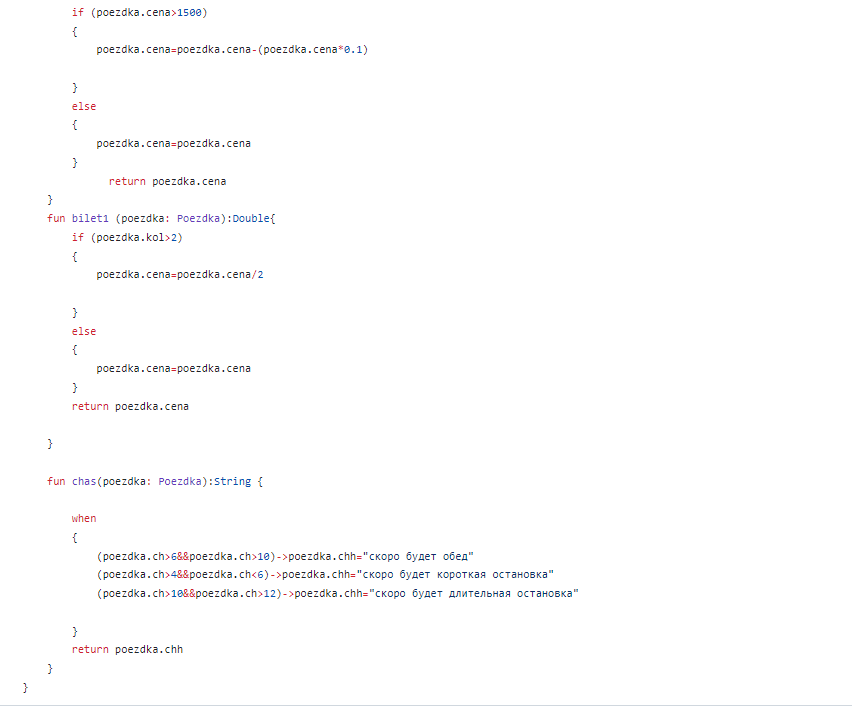 if (poezdka.cena>1500)
{
poezdka.cena=poezdka.cena-(poezdka.cena*0.1)
}
else
{
poezdka.cena=poezdka.cena
}
return poezdka.cena
}
fun bilet1 (poezdka: Poezdka):Double{
if (poezdka.kol>2)
{
poezdka.cena=poezdka.cena/2
}
else
{
poezdka.cena=poezdka.cena
}
return poezdka.cena
}
fun chas(poezdka: Poezdka):String {
when
{
(poezdka.ch>6&&poezdka.ch>10)->poezdka.chh="скоро будет обед"
(poezdka.ch>4&&poezdka.ch<6)->poezdka.chh="скоро будет короткая остановка"
(poezdka.ch>10&&poezdka.ch>12)->poezdka.chh="скоро будет длительная остановка"
}
return poezdka.chh
}
}